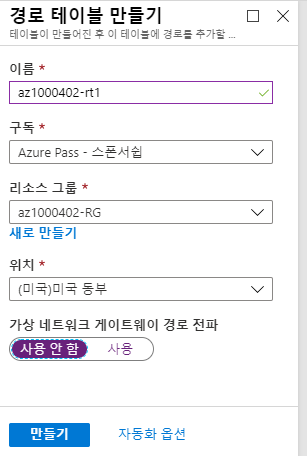 경로 테이블 만들기
테이블이 만들어진 후 이 테이블에 경로를 추가할 ...
이름 *
az1000402-rt1
구독 *
Azure Pass - 스폰서쉽
리소스 그룹 *
az1000402-RG
새로 만들기
위치 *
(미국)미국 동부
가상 네트워크 게이트웨이 경로 전파
사용 안 함 사용
만들기 자동화 옵션